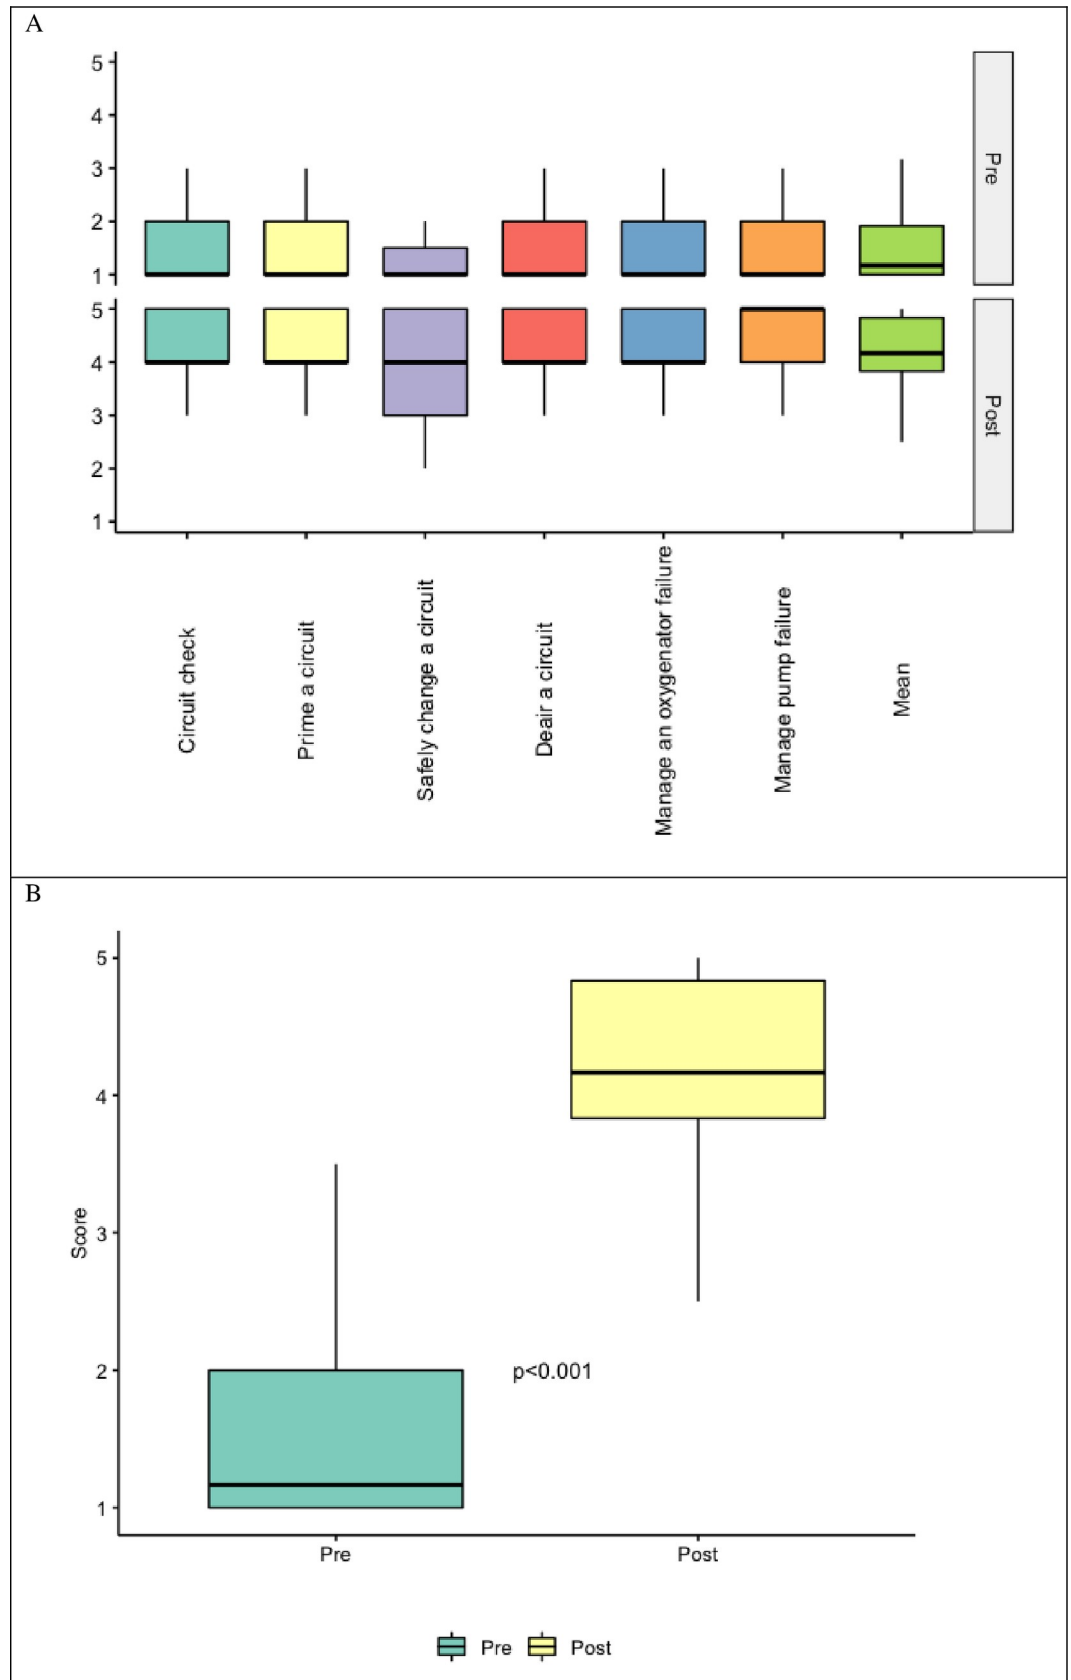 A
5
4
3
2
1
Pre
5
4
3
2
1
Post
Circuit check
Prime a circuit
Safely change a circuit
Deair a circuit
Manage an oxygenator failure
Manage pump failure
Mean
B
5
4
3
2
1
Score
p<0.001
Pre
Post
Pre
Post